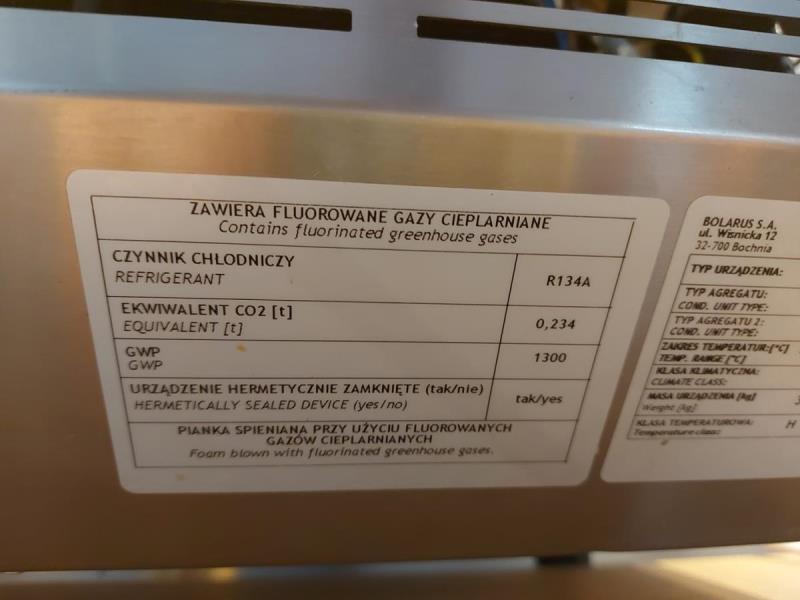 ZAWIERA FLUOROWANE GAZY CIEPLARNIANE
Contains fluorinated greenhouse gases
CZYNNIK CHŁODNICZY
REFRIGERANT
R134A
EKWIWALENT CO2 [t]
EQUIVALENT [t]
0,234
GWP
GWP
1300
URZĄDZENIE HERMETYCZNIE ZAMKNIĘTE (tak/nie)
HERMETICALLY SEALED DEVICE (yes/no)
tak/yes
PIANKA SPIENIANA PRZY UŻYCIU FLUOROWANYCH
GAZÓW CIEPLARNIANYCH
Foam blown with fluorinated greenhouse gases.
BOLARUS S.A.
ul. Wiśnicka 12
32-700 Bochnia
TYP URZĄDZENIA:
TYP AGREGATU:
COND. UNIT TYPE:
TYP AGREGATU 2:
COND. UNIT TYPE:
ZAKRES TEMPERATUR:[°C]
TEMP. RANGE [°C]
KLASA KLIMATYCZNA:
CLIMATE CLASS:
MASA URZĄDZENIA [kg]
Weight [kg]
KLASA TEMPERATUROWA:
Temperature class:
H